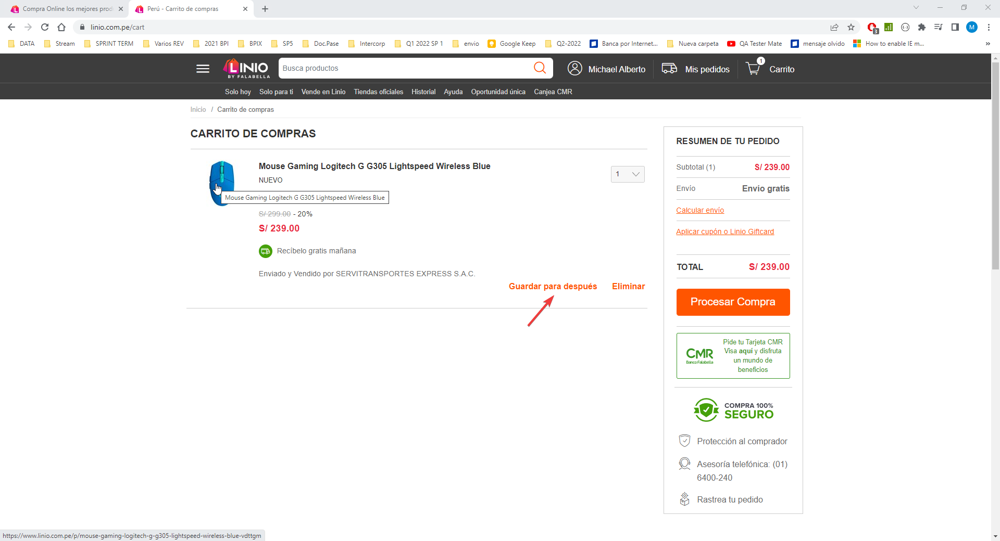 Compra Online los mejores prod
Perú - Carrito de compras
linio.com.pe/cart
3
M
DATA
Stream
SPRINT TERM
Varios REV
2021 BPI
BPIX
SP5
Doc.Pase
Intercorp
Q1 2022 SP 1
envio
Google Keep
Q2-2022
Banca por Internet...
Nueva carpeta
QA Tester Mate
mensaje olvido
How to enable IE m...
»
LINIO
BY FALABELLA
Busca productos
Michael Alberto
Mis pedidos
1
Carrito
Solo hoy
Solo para ti
Vende en Linio
Tiendas oficiales
Historial
Ayuda
Oportunidad única
Canjea CMR
Inicio / Carrito de compras
CARRITO DE COMPRAS
Mouse Gaming Logitech G G305 Lightspeed Wireless Blue
NUEVO
1
Mouse Gaming Logitech G G305 Lightspeed Wireless Blue
S/ 299.00 - 20%
S/ 239.00
Recíbelo gratis mañana
Enviado y Vendido por SERVITRANSPORTES EXPRESS S.A.C.
Guardar para después
Eliminar
RESUMEN DE TU PEDIDO
Subtotal (1) S/ 239.00
Envío Envío gratis
Calcular envío
Aplicar cupón o Linio Giftcard
TOTAL S/ 239.00
Procesar Compra
CMR
Banco Falabella
Pide tu Tarjeta CMR
Visa aquí y disfruta
un mundo de
beneficios
COMPRA 100%
SEGURO
Protección al comprador
Asesoría telefónica: (01)
6400-240
Rastrea tu pedido
https://www.linio.com.pe/p/mouse-gaming-logitech-g-g305-lightspeed-wireless-blue-vdttgm